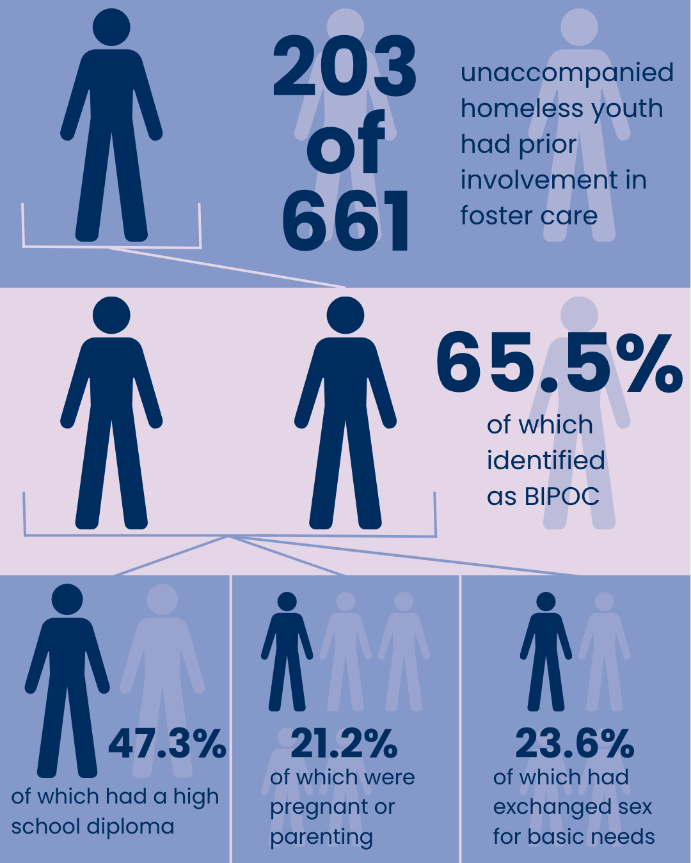 203
of
661
unaccompanied
homeless youth
had prior
involvement in
foster care
65.5%
of which
identified
as BIPOC
47.3%
of which had a high
school diploma
21.2%
of which were
pregnant or
parenting
23.6%
of which had
exchanged sex
for basic needs